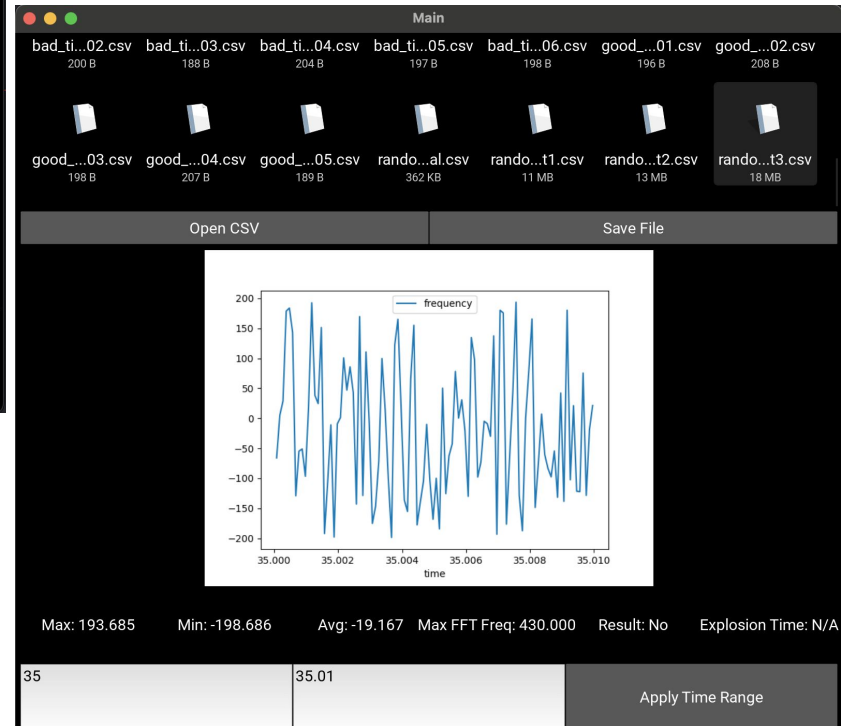 Main
bad_ti...02.csv bad_ti...03.csv bad_ti...04.csv bad_ti...05.csv bad_ti...06.csv good_...01.csv good_...02.csv
200 B 188 B 204 B 197 B 198 B 196 B 208 B
good_...03.csv good_...04.csv good_...05.csv rando...al.csv rando...t1.csv rando...t2.csv rando...t3.csv
198 B 207 B 189 B 362 KB 11 MB 13 MB 18 MB
Open CSV Save File
frequency
200
150
100
50
0
−50
−100
−150
−200
35.000 35.002 35.004 35.006 35.008 35.010
time
Max: 193.685 Min: -198.686 Avg: -19.167 Max FFT Freq: 430.000 Result: No Explosion Time: N/A
35 35.01 Apply Time Range